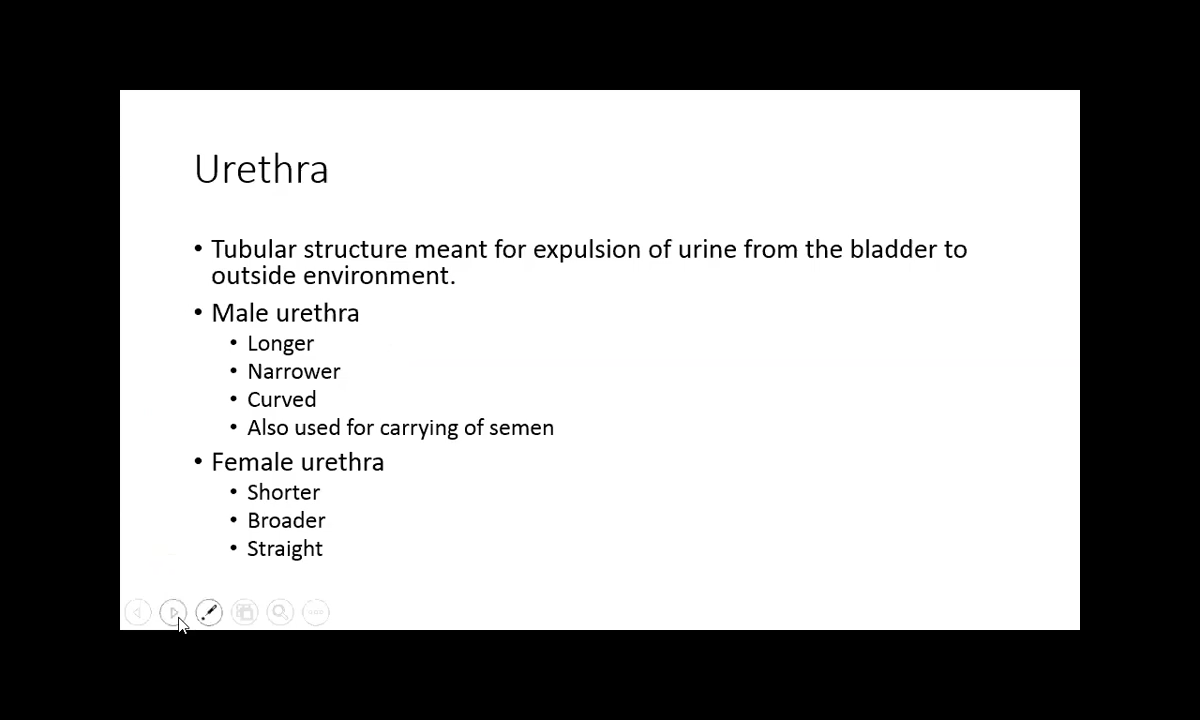 Urethra
• Tubular structure meant for expulsion of urine from the bladder to
outside environment.
• Male urethra
• Longer
• Narrower
• Curved
• Also used for carrying of semen
• Female urethra
• Shorter
• Broader
• Straight